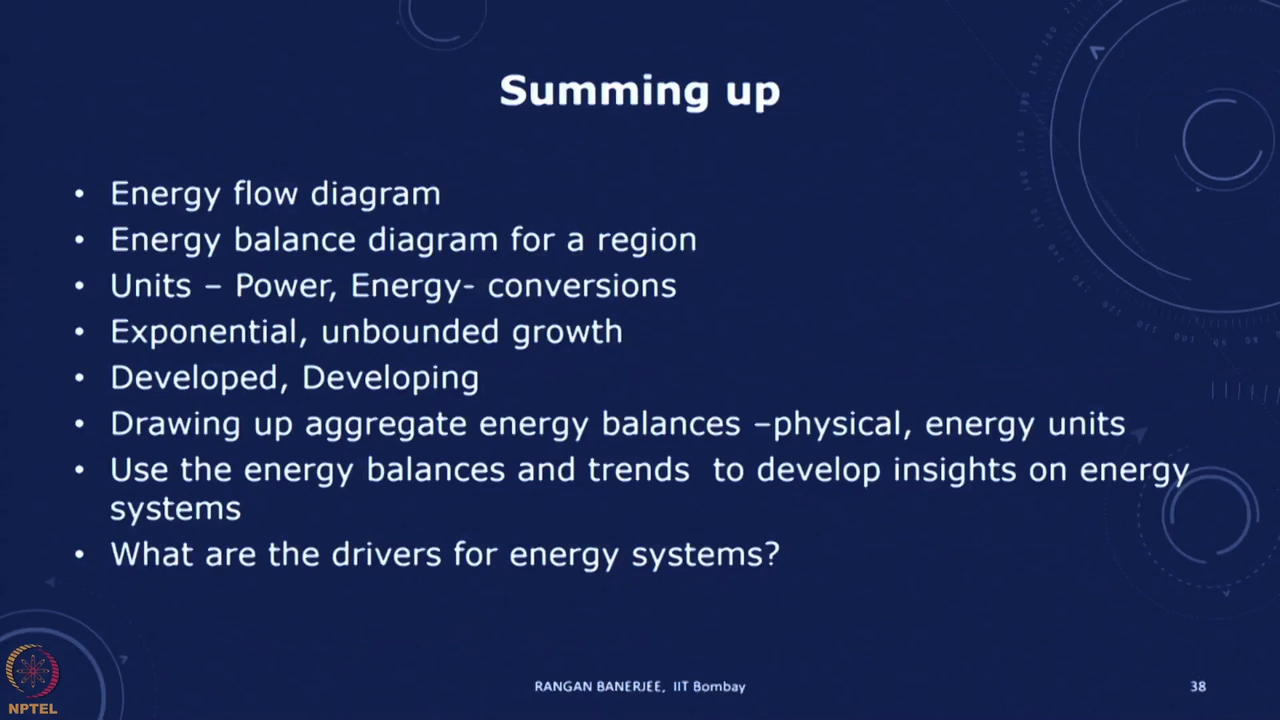 Summing up
• Energy flow diagram
• Energy balance diagram for a region
• Units – Power, Energy- conversions
• Exponential, unbounded growth
• Developed, Developing
• Drawing up aggregate energy balances –physical, energy units
• Use the energy balances and trends  to develop insights on energy
systems
• What are the drivers for energy systems?
NPTEL
RANGAN BANERJEE, IIT Bombay
38